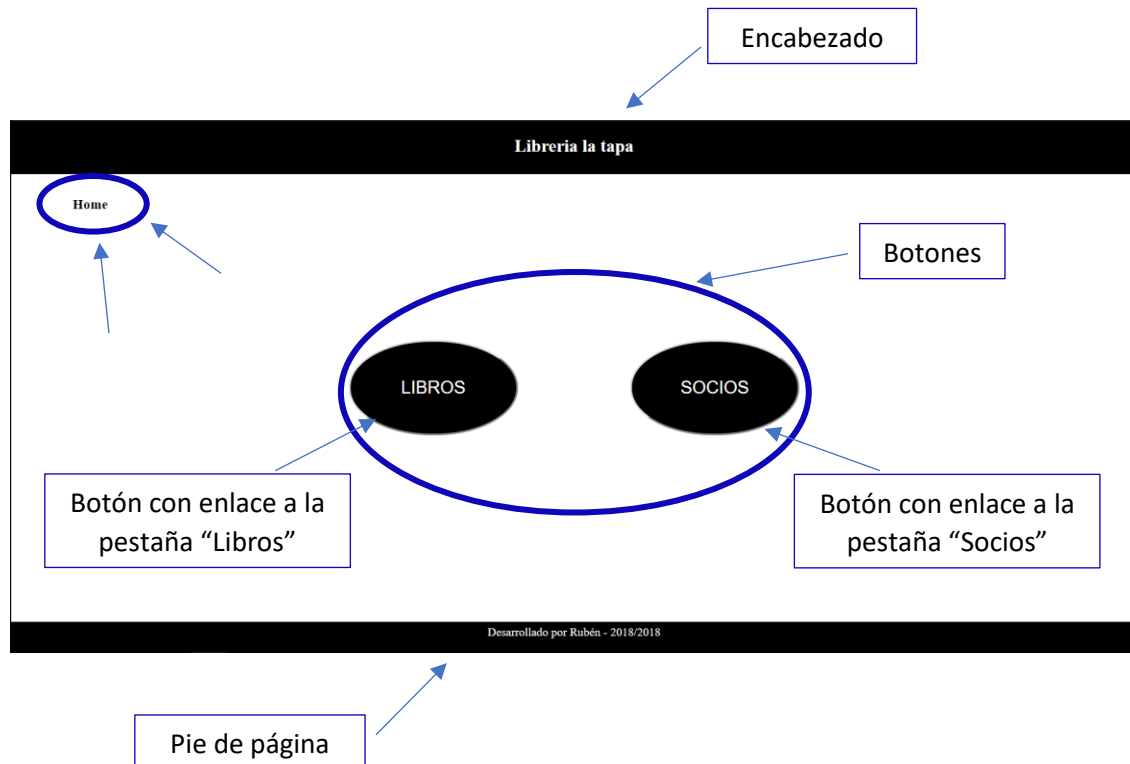 Encabezado
Libreria la tapa
Home
Botones
LIBROS
SOCIOS
Botón con enlace a la
pestaña “Libros”
Botón con enlace a la
pestaña “Socios”
Desarrollado por Rubén - 2018/2018
Pie de página